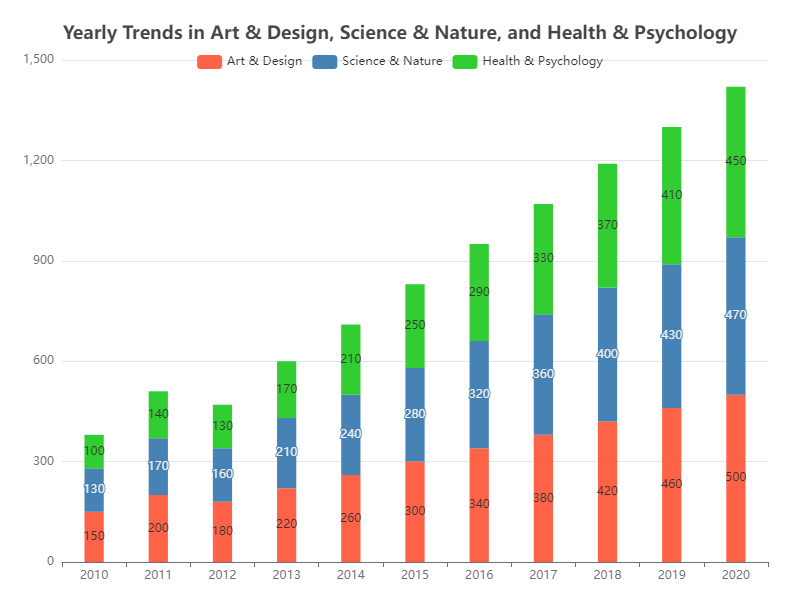 Yearly Trends in Art & Design, Science & Nature, and Health & Psychology
Art & Design Science & Nature Health & Psychology
1,500
1,200
900
600
300
0
100 140 130 170 210 250 290 330 370 410 450
130 170 160 210 240 280 320 360 400 430 470
150 200 180 220 260 300 340 380 420 460 500
2010 2011 2012 2013 2014 2015 2016 2017 2018 2019 2020